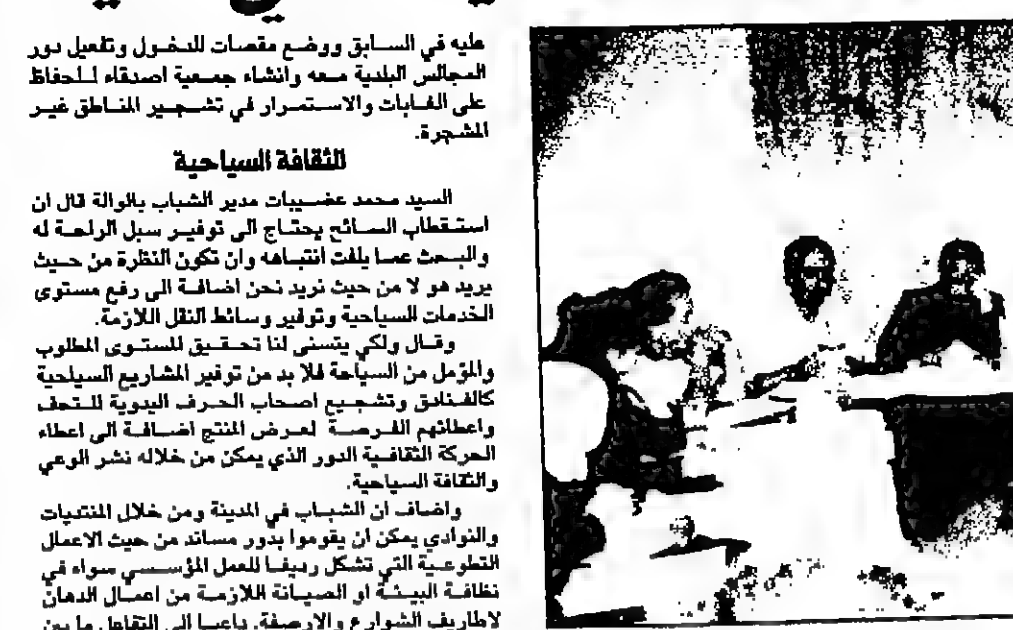 عليه في السابق ووضع مقصات للدخول وتفعيل دور
المجالس البلدية معه وانشاء جمعية اصدقاء للحفاظ
على الغابات والاستمرار في تشجير المناطق غير
المشجرة.
الثقافة السياحية
السيد محمد عضيبات مدير الشباب بالوالة قال ان
استقطاب السائح يحتاج الى توفير سبل الراحة له
والبحث عما يلفت انتباهه وان تكون النظرة من حيث
يريد هو لا من حيث نريد نحن اضافة الى رفع مستوى
الخدمات السياحية وتوفير وسائط النقل اللازمة.
وقال ولكي يتسنى لنا تحقيق المستوى المطلوب
والمؤمل من السياحة فلا بد من توفير المشاريع السياحية
كالفنادق وتشجيع اصحاب الحرف اليدوية للتحف
واعطائهم الفرصة لعرض المنتج اضافة الى اعطاء
الحركة الثقافية الدور الذي يمكن من خلاله نشر الوعي
والثقافة السياحية.
واضاف ان الشباب في المدينة ومن خلال المنتديات
والنوادي يمكن ان يقوموا بدور مساند من حيث الاعمال
التطوعية التي تشكل رديفا للعمل المؤسسي سواء في
نظافة البيئة او الصيانة اللازمة من اعمال الدهان
لاطاريف الشوارع والارصفة. داعيا الى التفاعل ما بين